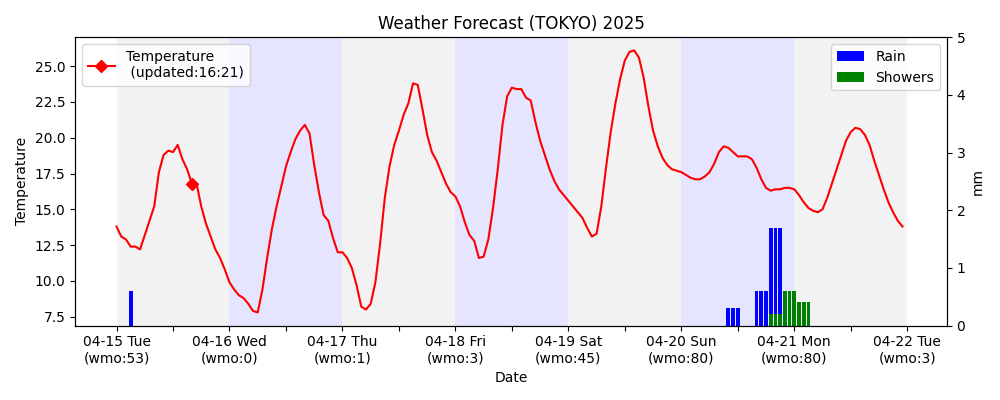 Weather Forecast (TOKYO) 2025
Temperature
(updated:16:21)
Rain
Showers
25.0
22.5
20.0
17.5
15.0
12.5
10.0
7.5
Temperature
5
4
3
2
1
0
mm
04-15 Tue 04-16 Wed 04-17 Thu 04-18 Fri 04-19 Sat 04-20 Sun 04-21 Mon 04-22 Tue
(wmo:53) (wmo:0) (wmo:1) (wmo:3) (wmo:45) (wmo:80) (wmo:80) (wmo:3)
Date